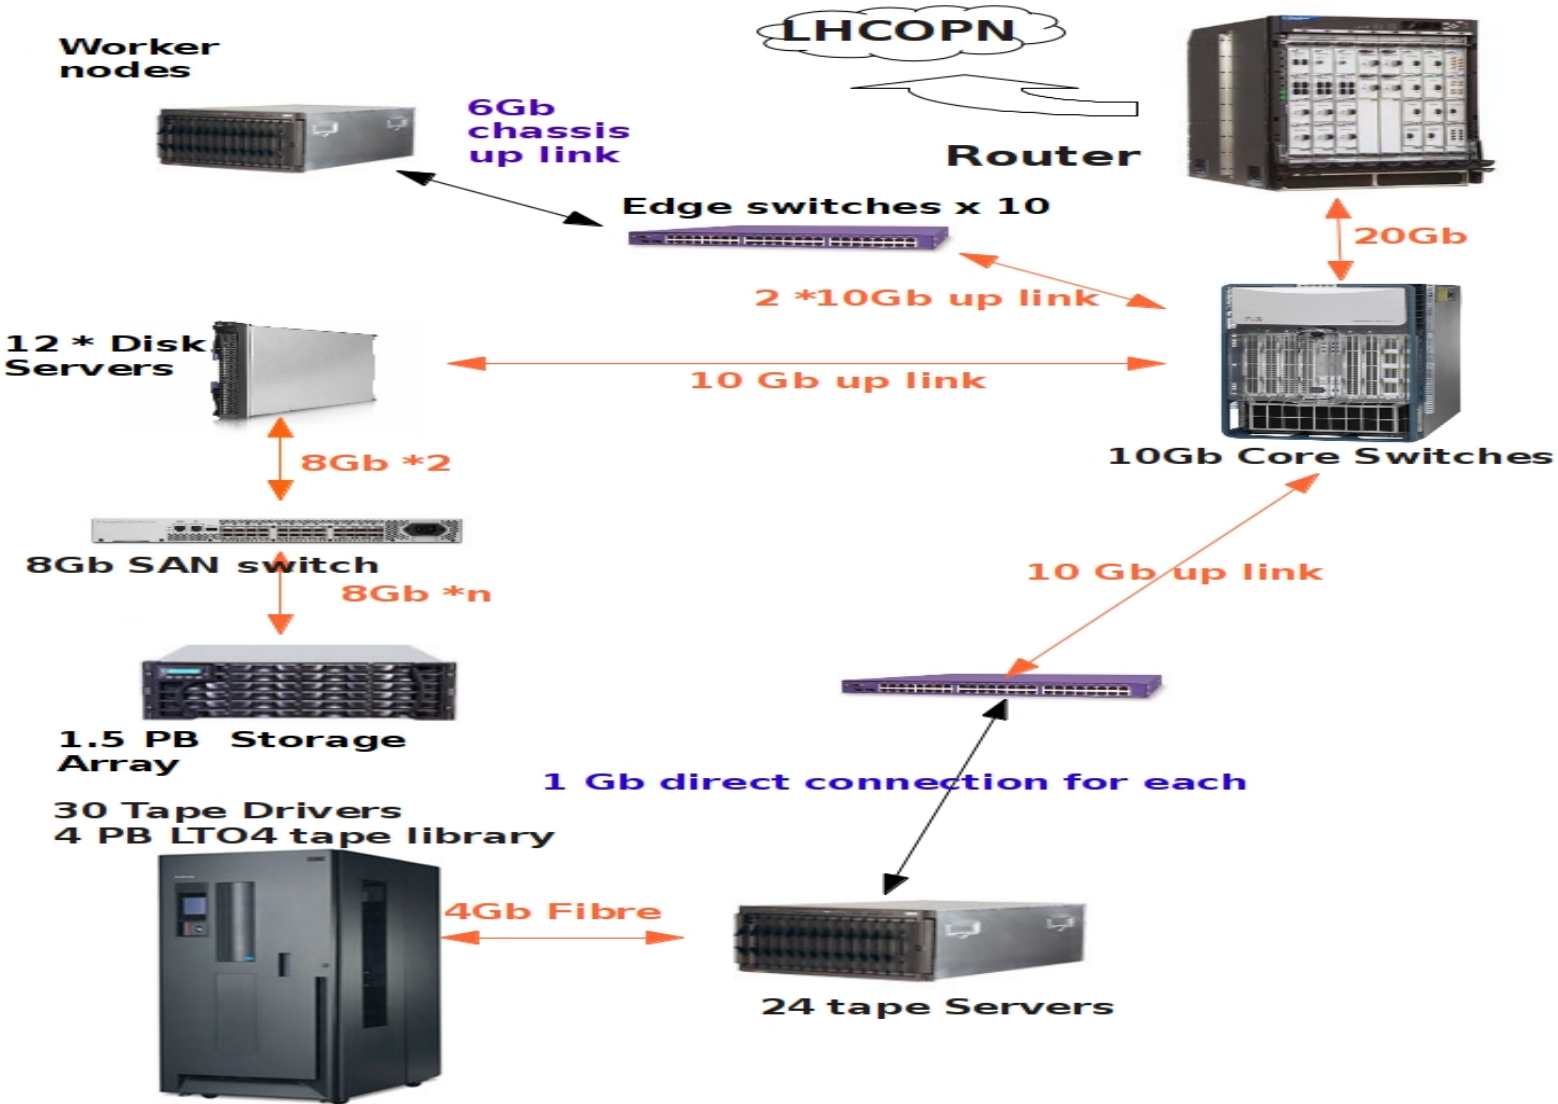 LHCOPN
Worker
nodes
6Gb
chassis
up link
Router
Edge switches x 10
20Gb
2 *10Gb up link
12 * Disk
Servers
10 Gb up link
10Gb Core Switches
8Gb *2
8Gb SAN switch
8Gb *n
10 Gb up link
1.5 PB Storage
Array
1 Gb direct connection for each
30 Tape Drivers
4 PB LTO4 tape library
4Gb Fibre
24 tape Servers